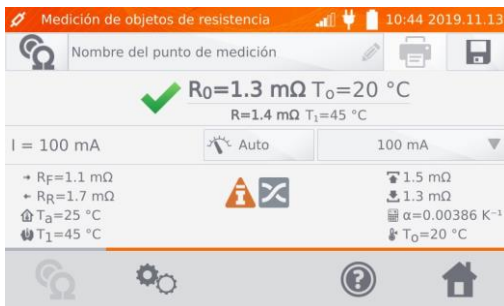 Medición de objetos de resistencia 10:44 2019.11.13
Nombre del punto de medición
R₀=1.3 mΩ Tₒ=20 °C
R=1.4 mΩ T₁=45 °C
I = 100 mA Auto 100 mA
RF=1.1 mΩ 1.5 mΩ
RR=1.7 mΩ 1.3 mΩ
Ta=25 °C α=0.00386 K⁻¹
T1=45 °C Tₒ=20 °C